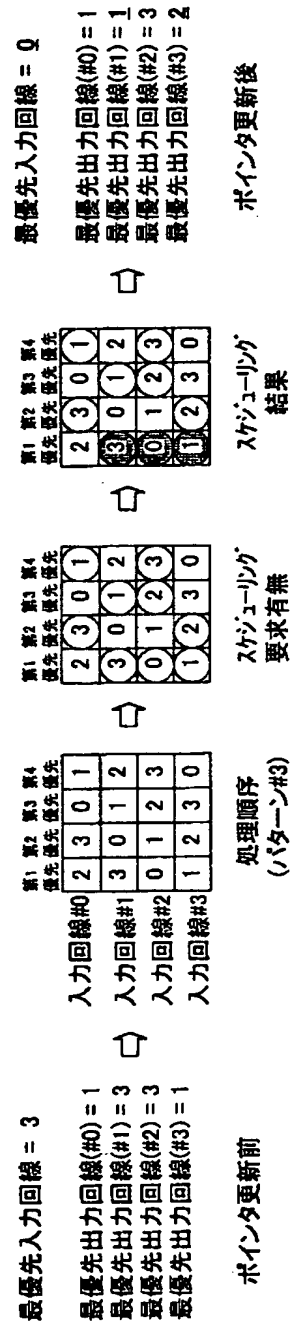 最優先入力回線 = 3
最優先出力回線(#0) = 1
最優先出力回線(#1) = 3
最優先出力回線(#2) = 3
最優先出力回線(#3) = 1
ポインタ更新前
第1 第2 第3 第4
優先 優先 優先 優先
入力回線#0 2 3 0 1
入力回線#1 3 0 1 2
入力回線#2 0 1 2 3
入力回線#3 1 2 3 0
処理順序
(パターン#3)
第1 第2 第3 第4
優先 優先 優先 優先
2 3 0 1
3 0 1 2
0 1 2 3
1 2 3 0
スケジューリング
要求有無
第1 第2 第3 第4
優先 優先 優先 優先
2 3 0 1
3 0 1 2
0 1 2 3
1 2 3 0
スケジューリング
結果
最優先入力回線 = 0
最優先出力回線(#0) = 1
最優先出力回線(#1) = 1
最優先出力回線(#2) = 3
最優先出力回線(#3) = 2
ポインタ更新後